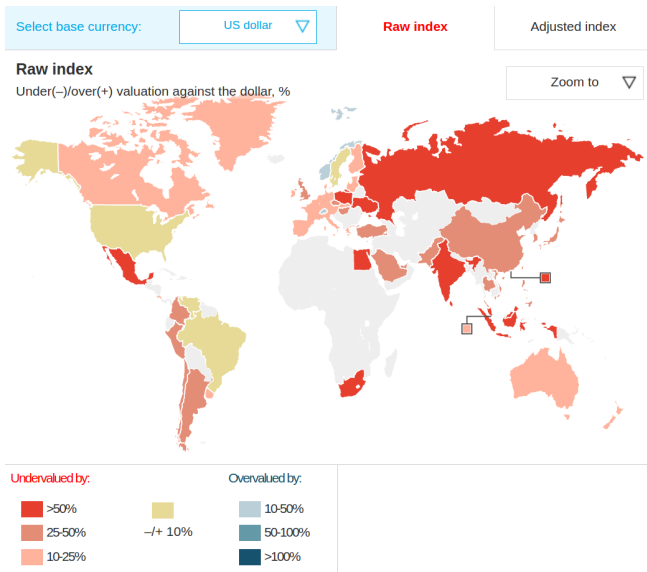 Select base currency:
US dollar
Raw index
Adjusted index
Raw index
Under(–)/over(+) valuation against the dollar, %
Zoom to
Undervalued by:
Overvalued by:
>50%
10-50%
25-50%
–/+ 10%
50-100%
10-25%
>100%